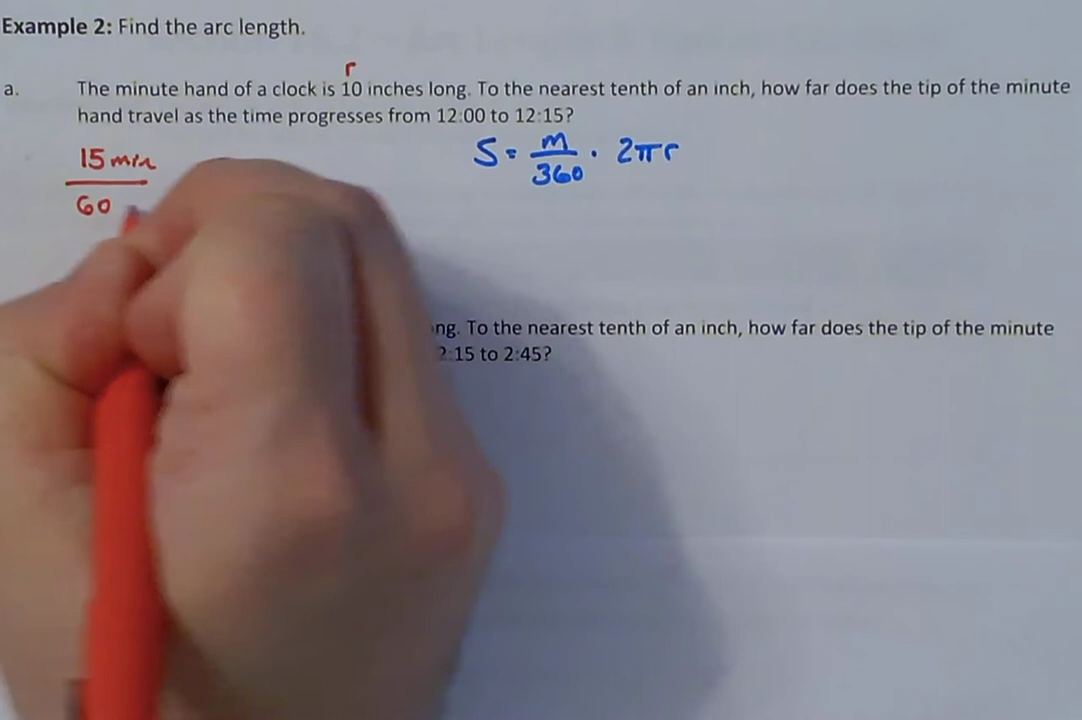 Example 2: Find the arc length.
r
a. The minute hand of a clock is 10 inches long. To the nearest tenth of an inch, how far does the tip of the minute
hand travel as the time progresses from 12:00 to 12:15?
15 min
60
S = m/360 · 2πr
ng. To the nearest tenth of an inch, how far does the tip of the minute
2:15 to 2:45?